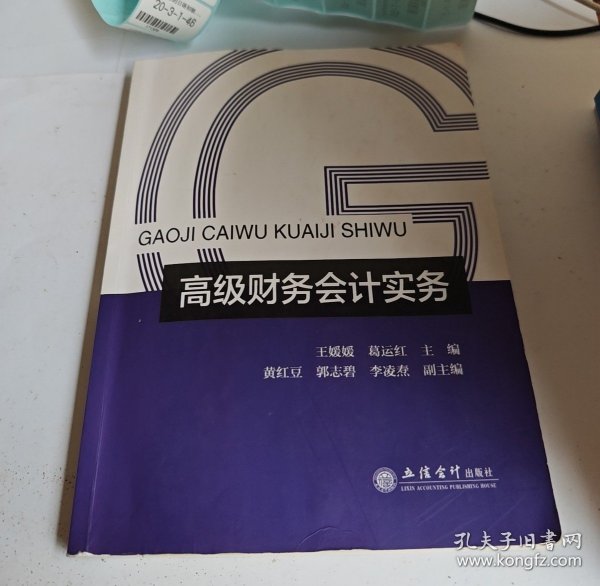 20-3-1-46
GAOJI CAIWU KUAIJI SHIWU
高级财务会计实务
王媛媛 葛运红 主编
黄红豆 郭志碧 李凌焘 副主编
立信会计出版社
LIXIN ACCOUNTING PUBLISHING HOUSE
孔夫子旧书网
www.kongfz.com